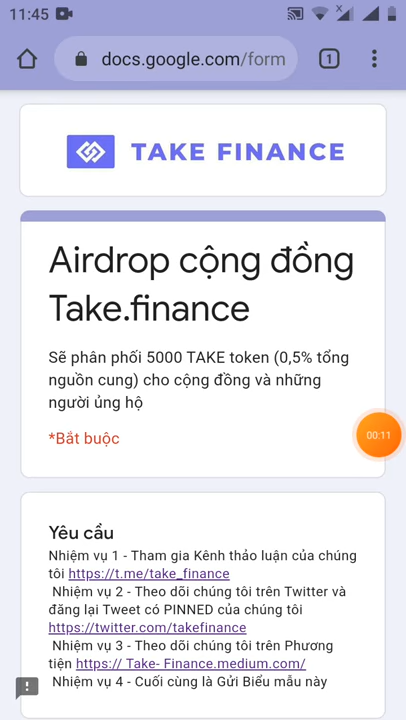 11:45
docs.google.com/form
1
TAKE FINANCE
Airdrop cộng đồng
Take.finance
Sẽ phân phối 5000 TAKE token (0,5% tổng
nguồn cung) cho cộng đồng và những
người ủng hộ
*Bắt buộc
00:11
Yêu cầu
Nhiệm vụ 1 - Tham gia Kênh thảo luận của chúng
tôi https://t.me/take_finance
Nhiệm vụ 2 - Theo dõi chúng tôi trên Twitter và
đăng lại Tweet có PINNED của chúng tôi
https://twitter.com/takefinance
Nhiệm vụ 3 - Theo dõi chúng tôi trên Phương
tiện https:// Take- Finance.medium.com/
Nhiệm vụ 4 - Cuối cùng là Gửi Biểu mẫu này